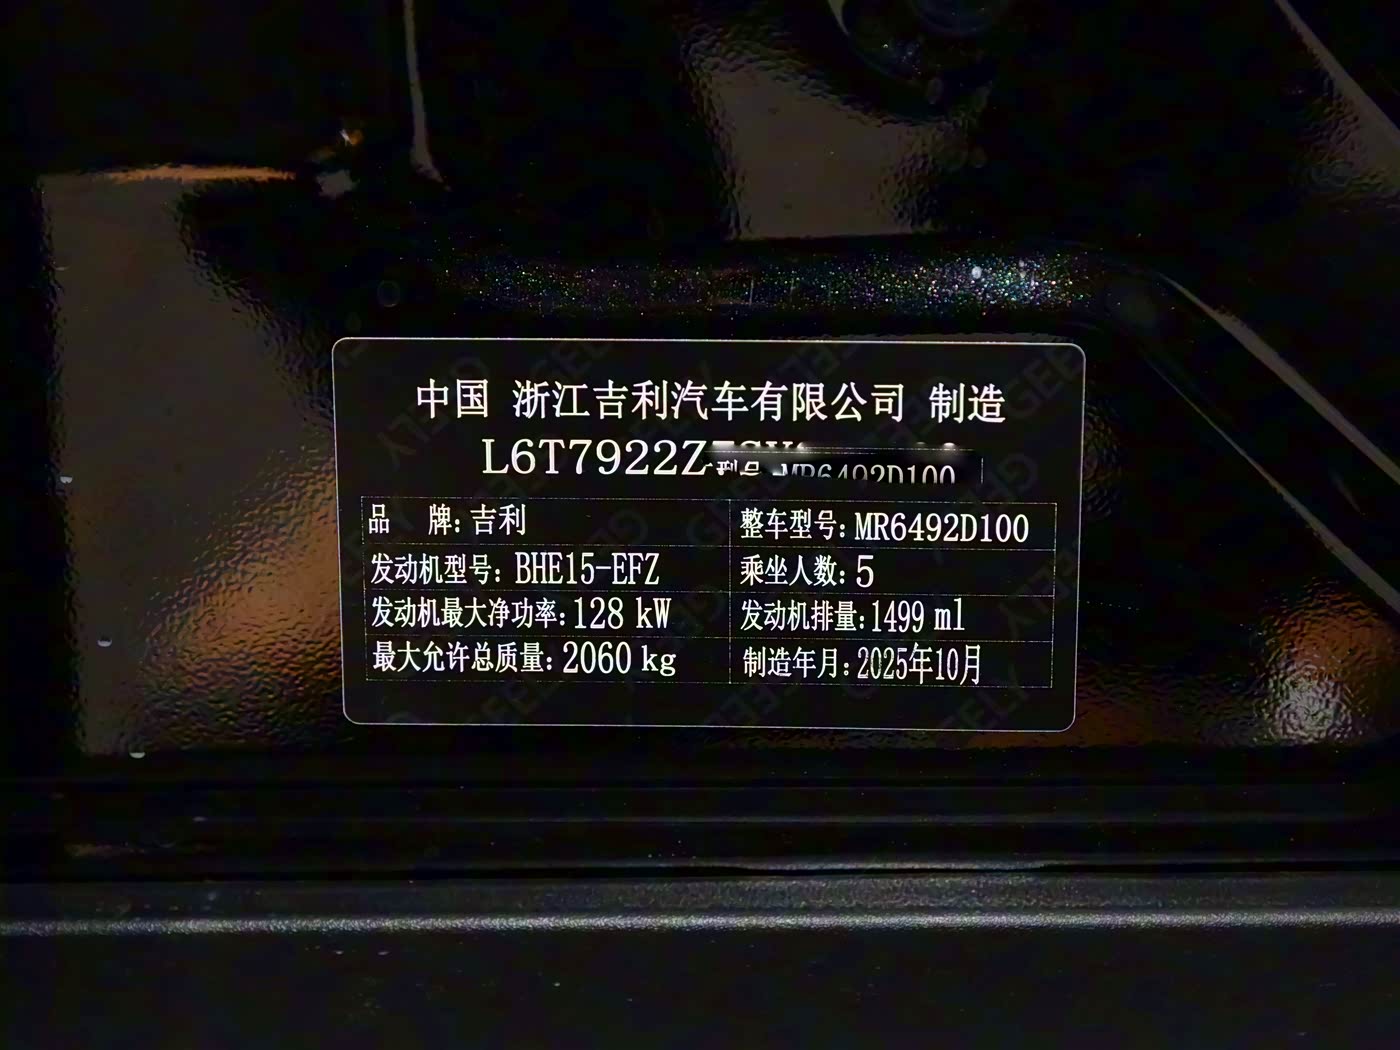 中国 浙江吉利汽车有限公司 制造
L6T7922Z
型号 MR6492D100
品 牌: 吉利 整车型号: MR6492D100
发动机型号: BHE15-EFZ 乘坐人数: 5
发动机最大净功率: 128 kW 发动机排量: 1499 ml
最大允许总质量: 2060 kg 制造年月: 2025年10月